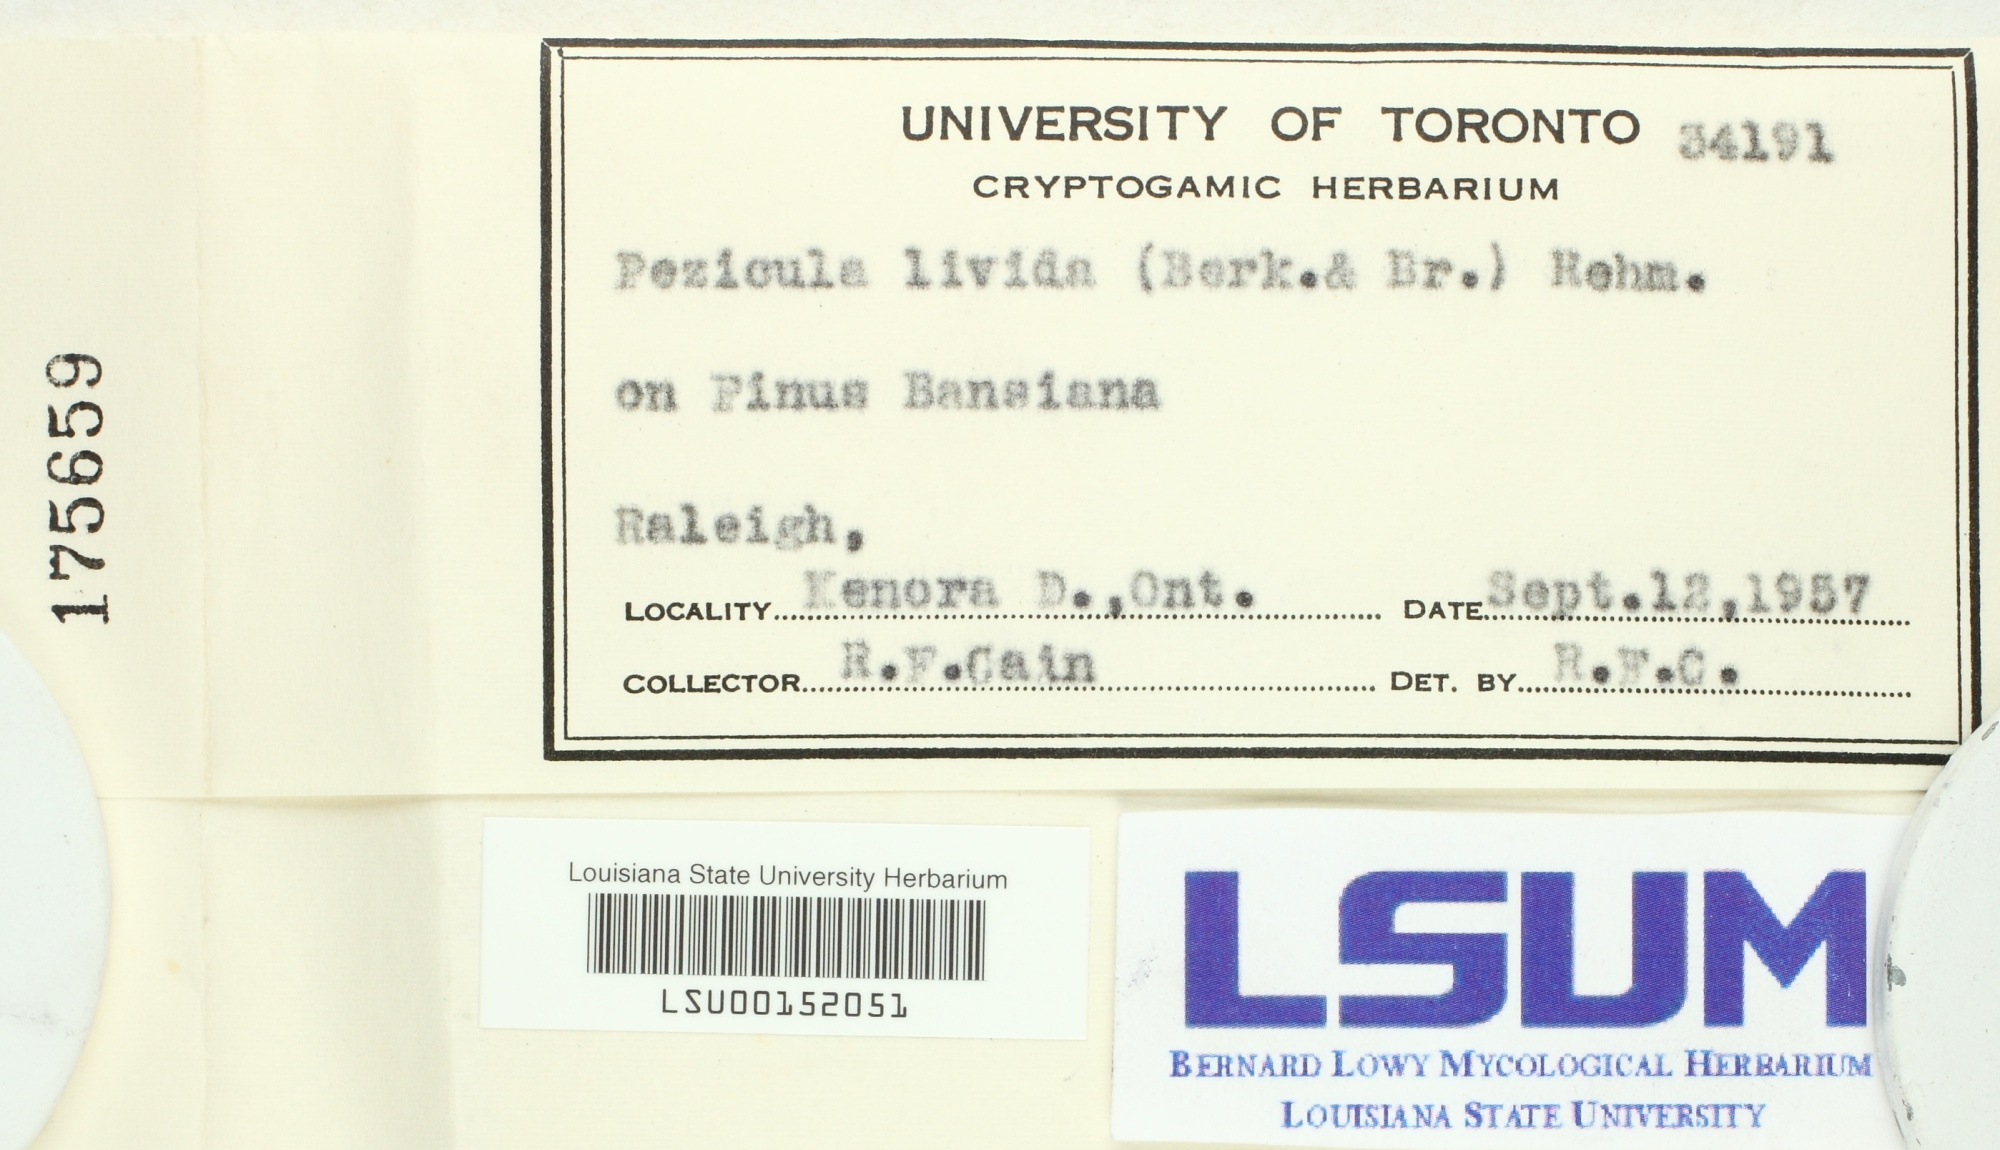 UNIVERSITY OF TORONTO 34191
CRYPTOGAMIC HERBARIUM
Pezicula livida (Berk.& Br.) Rehm.
on Pinus Banksiana
Raleigh,
LOCALITY Kenora D.,Ont. DATE Sept.12,1957
COLLECTOR R.F.Cain DET. BY R.F.C.
175659
Louisiana State University Herbarium
LSU00152051
LSUM
BERNARD LOWY MYCOLOGICAL HERBARIUM
LOUISIANA STATE UNIVERSITY